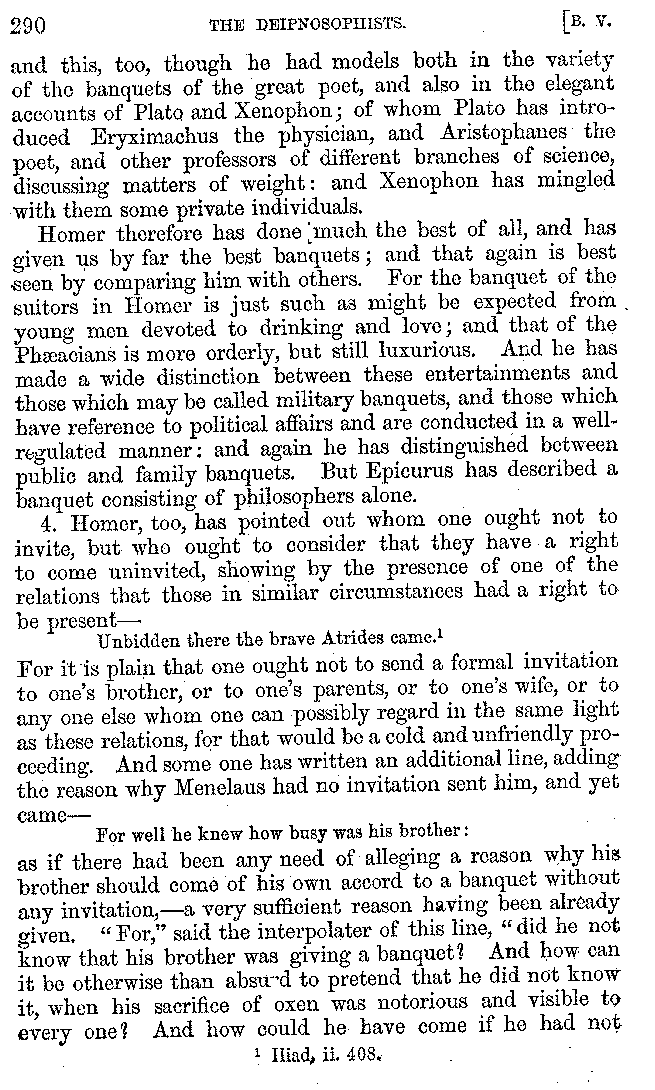 290 THE DEIPNOSOPHISTS. [B. V.
and this, too, though he had models both in the variety
of the banquets of the great poet, and also in the elegant
accounts of Plato and Xenophon; of whom Plato has intro-
duced Eryximachus the physician, and Aristophanes the
poet, and other professors of different branches of science,
discussing matters of weight: and Xenophon has mingled
with them some private individuals.
Homer therefore has done much the best of all, and has
given us by far the best banquets; and that again is best
seen by comparing him with others. For the banquet of the
suitors in Homer is just such as might be expected from
young men devoted to drinking and love; and that of the
Phæacians is more orderly, but still luxurious. And he has
made a wide distinction between these entertainments and
those which may be called military banquets, and those which
have reference to political affairs and are conducted in a well-
regulated manner: and again he has distinguished between
public and family banquets. But Epicurus has described a
banquet consisting of philosophers alone.
4. Homer, too, has pointed out whom one ought not to
invite, but who ought to consider that they have a right
to come uninvited, showing by the presence of one of the
relations that those in similar circumstances had a right to
be present—
Unbidden there the brave Atrides came.¹
For it is plain that one ought not to send a formal invitation
to one's brother, or to one's parents, or to one's wife, or to
any one else whom one can possibly regard in the same light
as these relations, for that would be a cold and unfriendly pro-
ceeding. And some one has written an additional line, adding
the reason why Menelaus had no invitation sent him, and yet
came—
For well he knew how busy was his brother:
as if there had been any need of alleging a reason why his
brother should come of his own accord to a banquet without
any invitation,—a very sufficient reason having been already
given. "For," said the interpolater of this line, "did he not
know that his brother was giving a banquet? And how can
it be otherwise than absurd to pretend that he did not know
it, when his sacrifice of oxen was notorious and visible to
every one? And how could he have come if he had not
¹ Iliad, ii. 408.